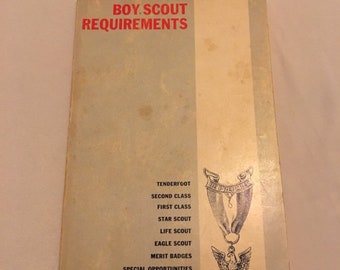 BOY SCOUT
REQUIREMENTS
TENDERFOOT
SECOND CLASS
FIRST CLASS
STAR SCOUT
LIFE SCOUT
EAGLE SCOUT
MERIT BADGES
SPECIAL OPPORTUNITIES